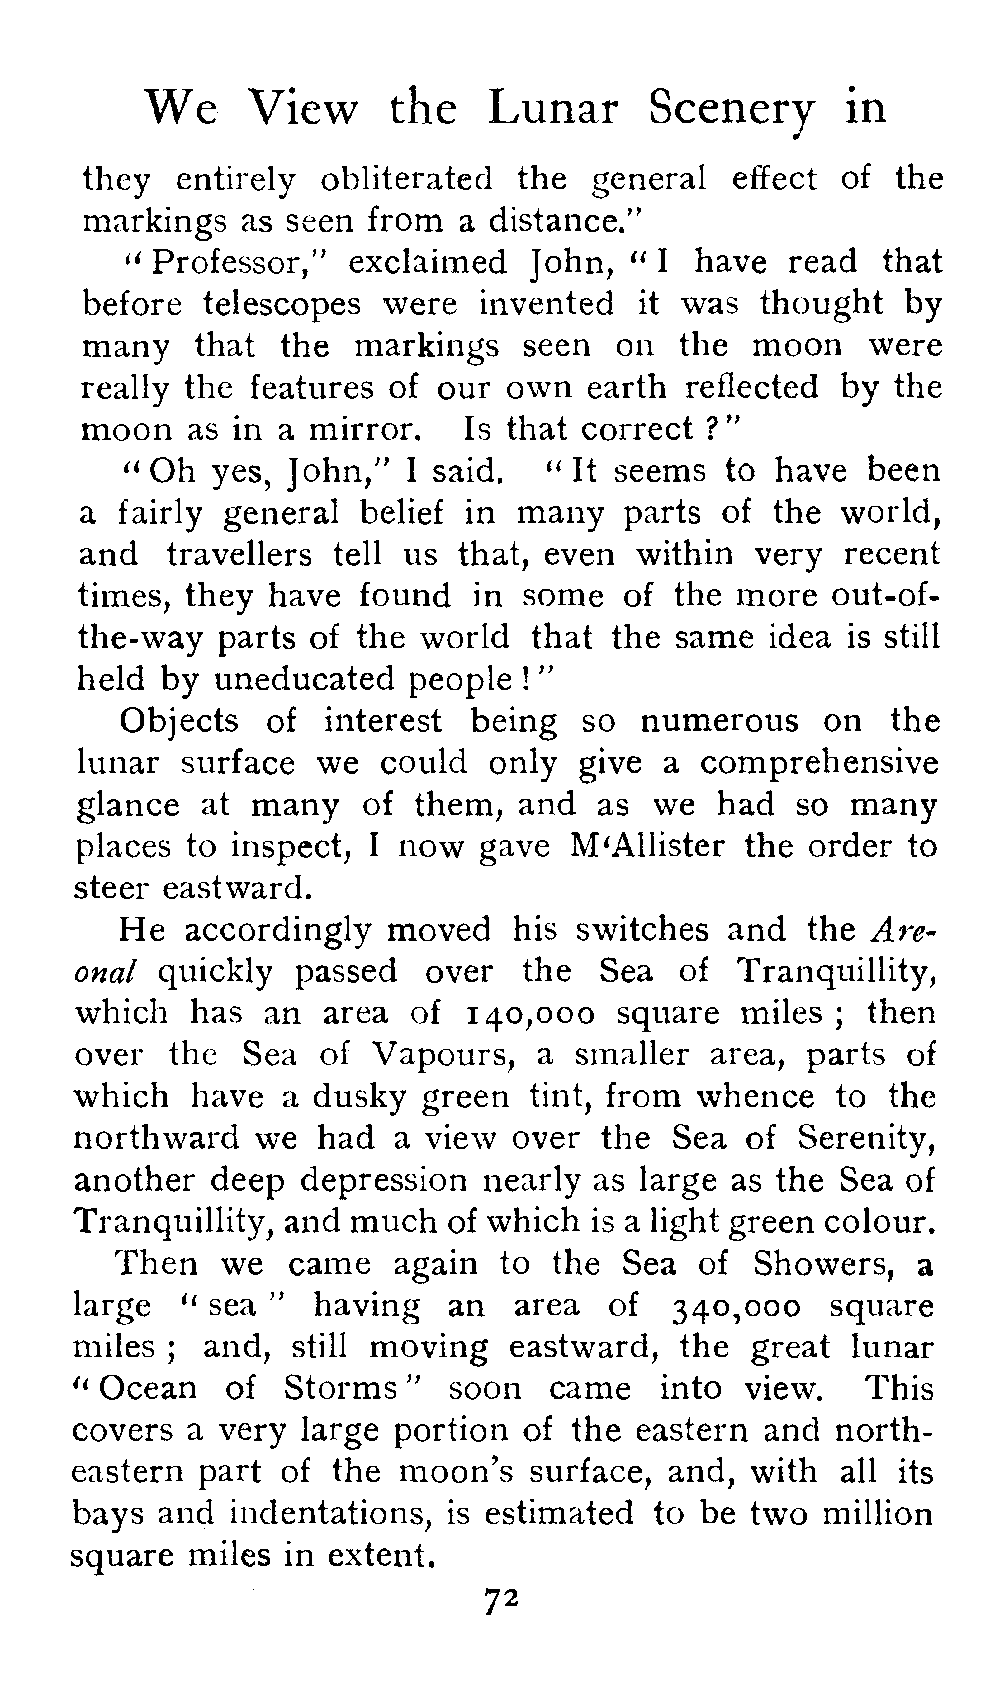 We View the Lunar Scenery in
they entirely obliterated the general effect of the
markings as seen from a distance."
"Professor," exclaimed John, "I have read that
before telescopes were invented it was thought by
many that the markings seen on the moon were
really the features of our own earth reflected by the
moon as in a mirror. Is that correct?"
"Oh yes, John," I said. "It seems to have been
a fairly general belief in many parts of the world,
and travellers tell us that, even within very recent
times, they have found in some of the more out-of-
the-way parts of the world that the same idea is still
held by uneducated people!"
Objects of interest being so numerous on the
lunar surface we could only give a comprehensive
glance at many of them, and as we had so many
places to inspect, I now gave M‘Allister the order to
steer eastward.
He accordingly moved his switches and the Are-
onal quickly passed over the Sea of Tranquillity,
which has an area of 140,000 square miles; then
over the Sea of Vapours, a smaller area, parts of
which have a dusky green tint, from whence to the
northward we had a view over the Sea of Serenity,
another deep depression nearly as large as the Sea of
Tranquillity, and much of which is a light green colour.
Then we came again to the Sea of Showers, a
large "sea" having an area of 340,000 square
miles; and, still moving eastward, the great lunar
"Ocean of Storms" soon came into view. This
covers a very large portion of the eastern and north-
eastern part of the moon's surface, and, with all its
bays and indentations, is estimated to be two million
square miles in extent.
72